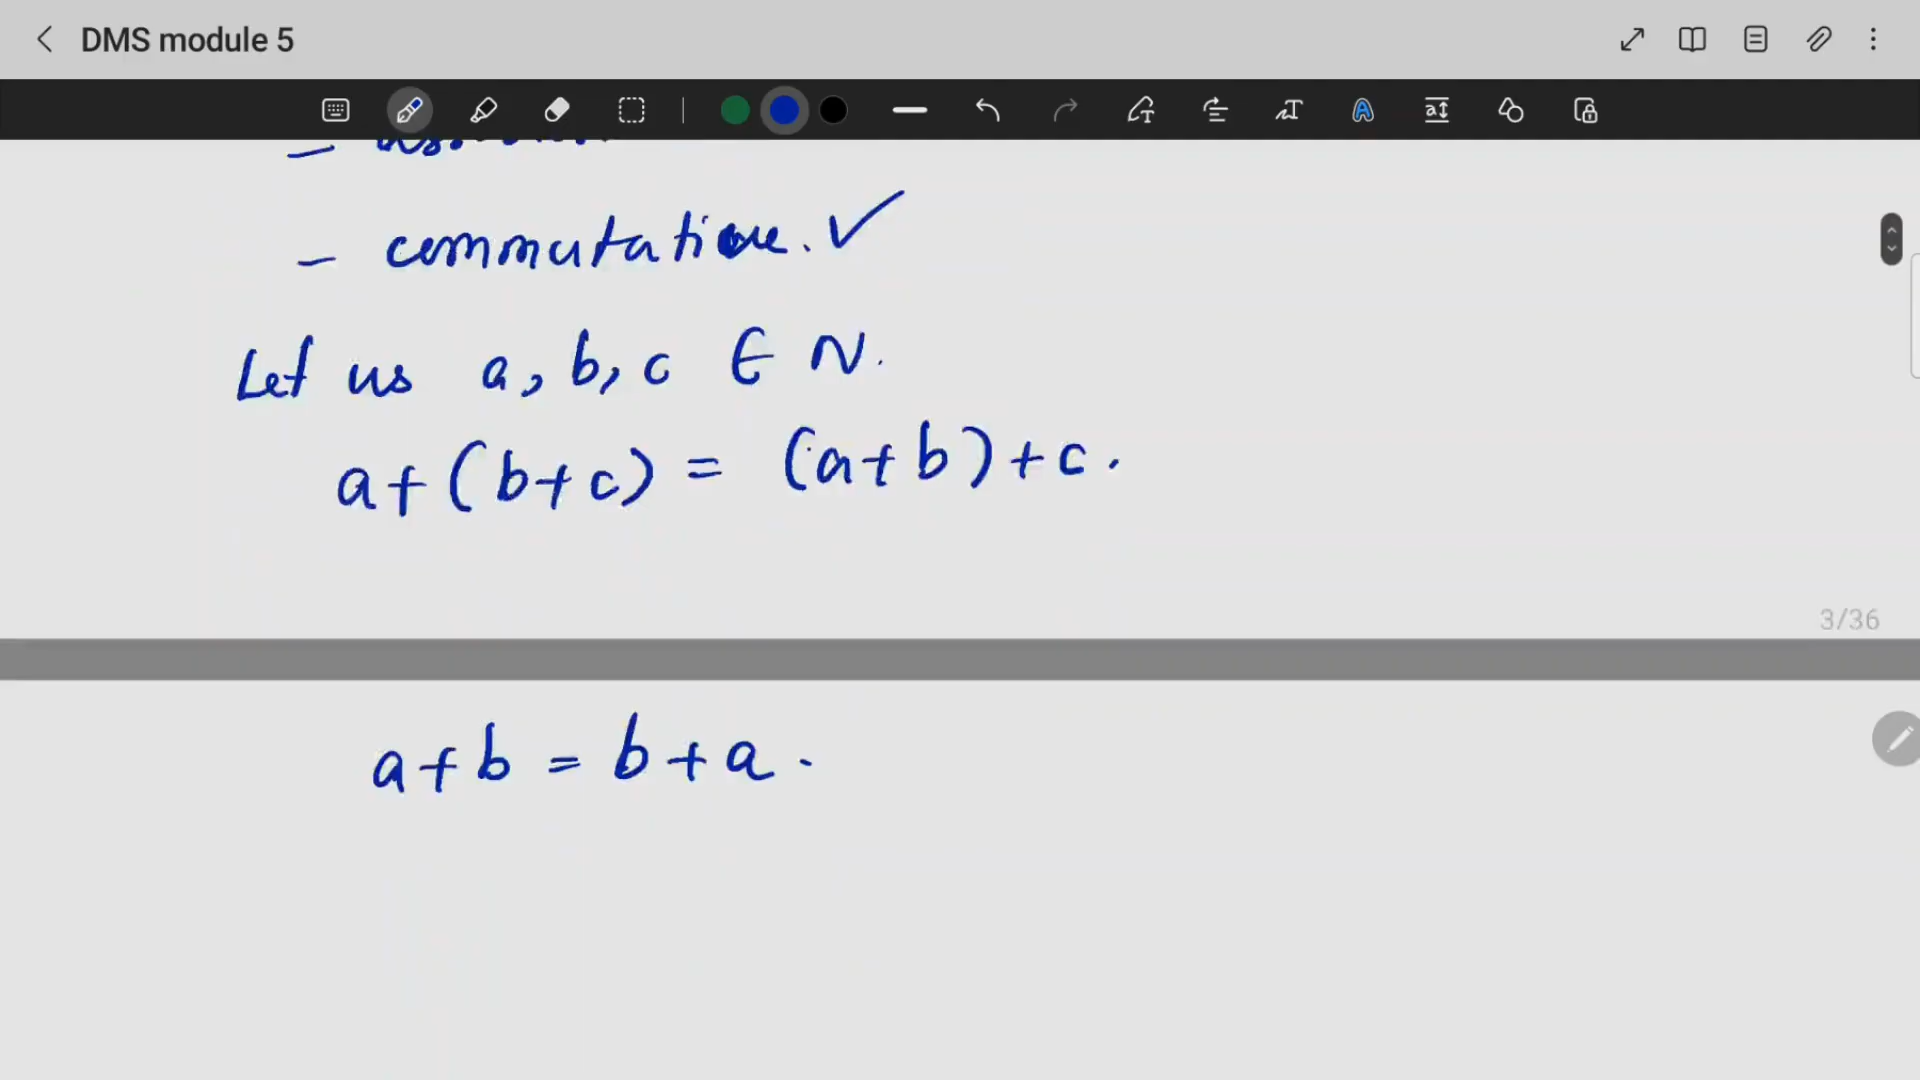 DMS module 5
- commutative. ✓
Let us a, b, c ∈ N.
a+(b+c) = (a+b)+c.
3/36
a+b = b+a.